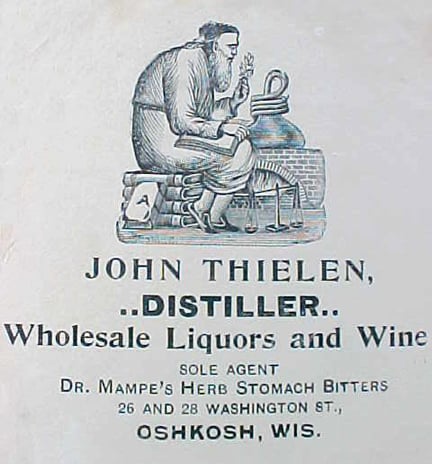 A
JOHN THIELEN,
..DISTILLER..
Wholesale Liquors and Wine
SOLE AGENT
DR. MAMPE'S HERB STOMACH BITTERS
26 AND 28 WASHINGTON ST.,
OSHKOSH, WIS.